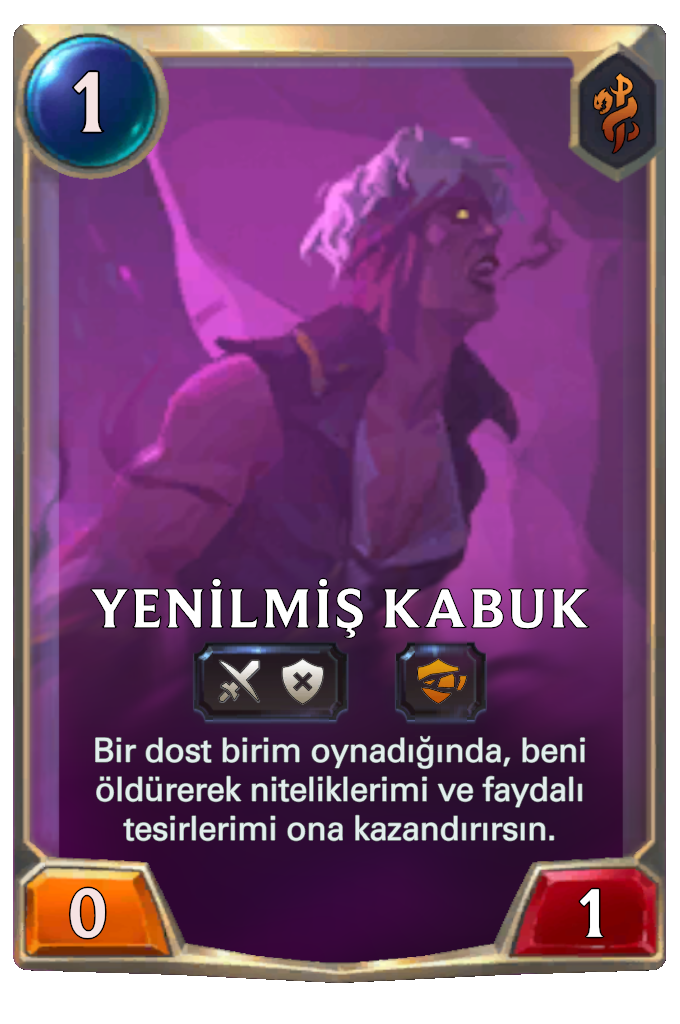 1
YENİLMİŞ KABUK
Bir dost birim oynadığında, beni
öldürerek niteliklerimi ve faydalı
tesirlerimi ona kazandırırsın.
0
1